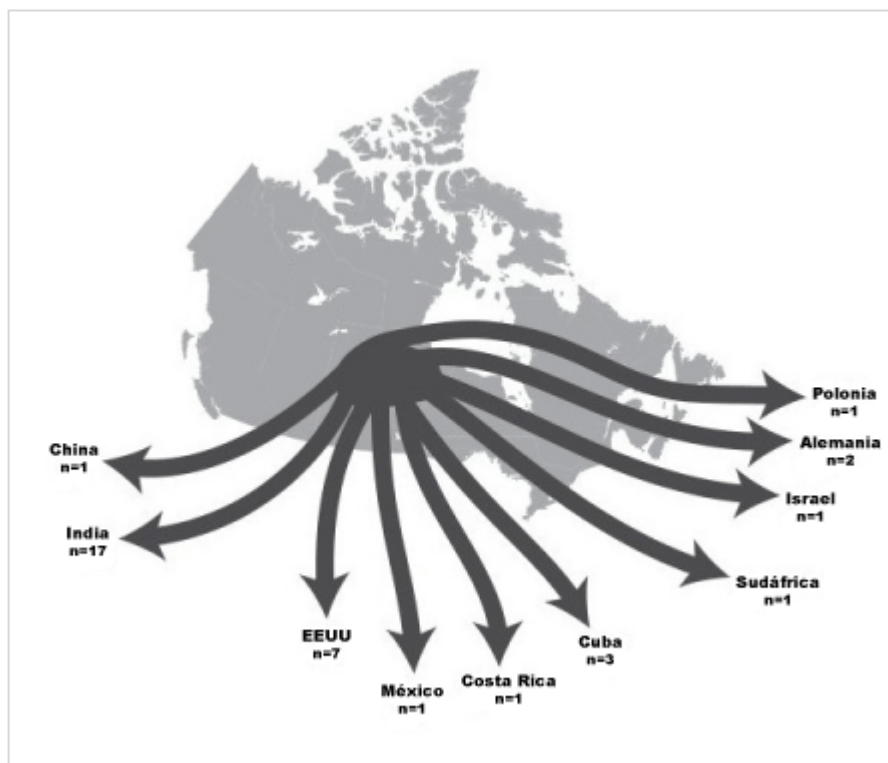 Polonia
n=1
Alemania
n=2
Israel
n=1
Sudáfrica
n=1
Cuba
n=3
Costa Rica
n=1
México
n=1
EEUU
n=7
India
n=17
China
n=1